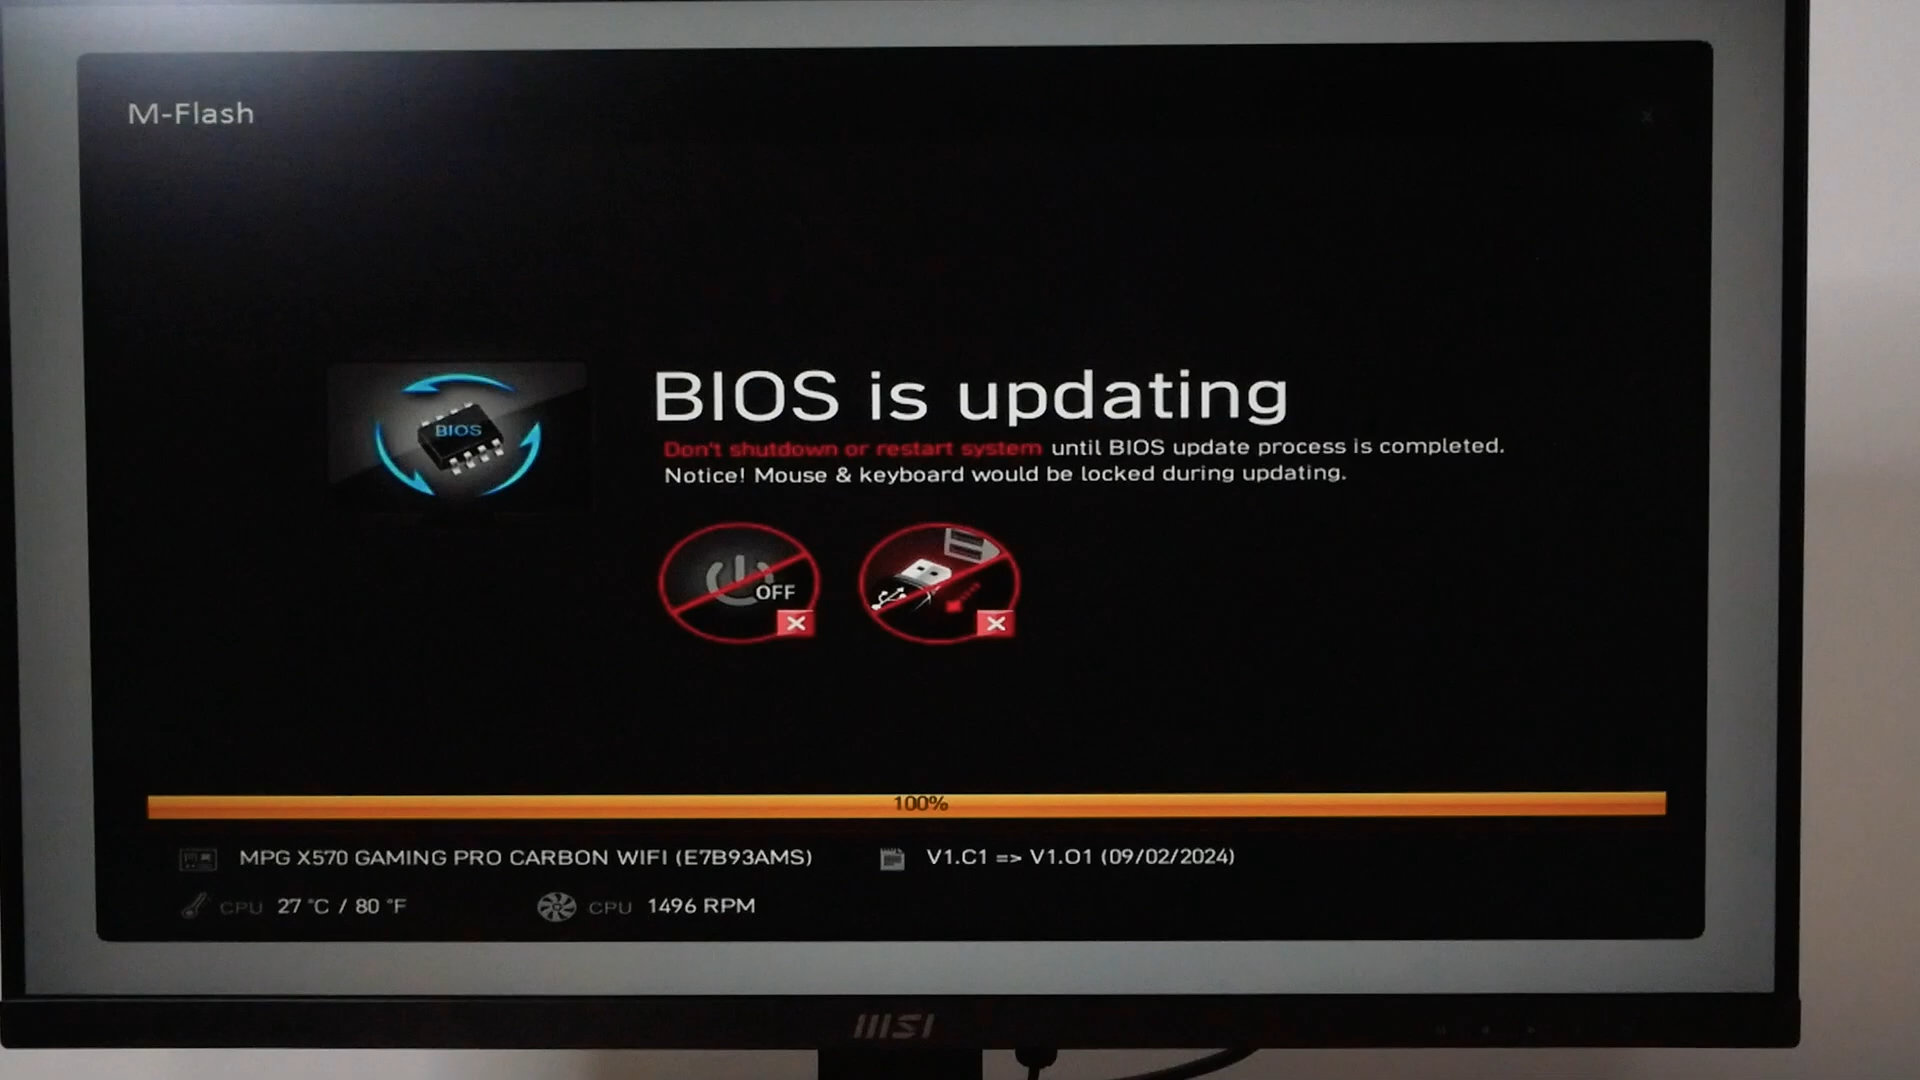 M-Flash
BIOS
BIOS is updating
Don't shutdown or restart system until BIOS update process is completed.
Notice! Mouse & keyboard would be locked during updating.
OFF
100%
MPG X570 GAMING PRO CARBON WIFI (E7B93AMS)
V1.C1 => V1.O1 (09/02/2024)
CPU 27 °C / 80 °F
CPU 1496 RPM
MSI